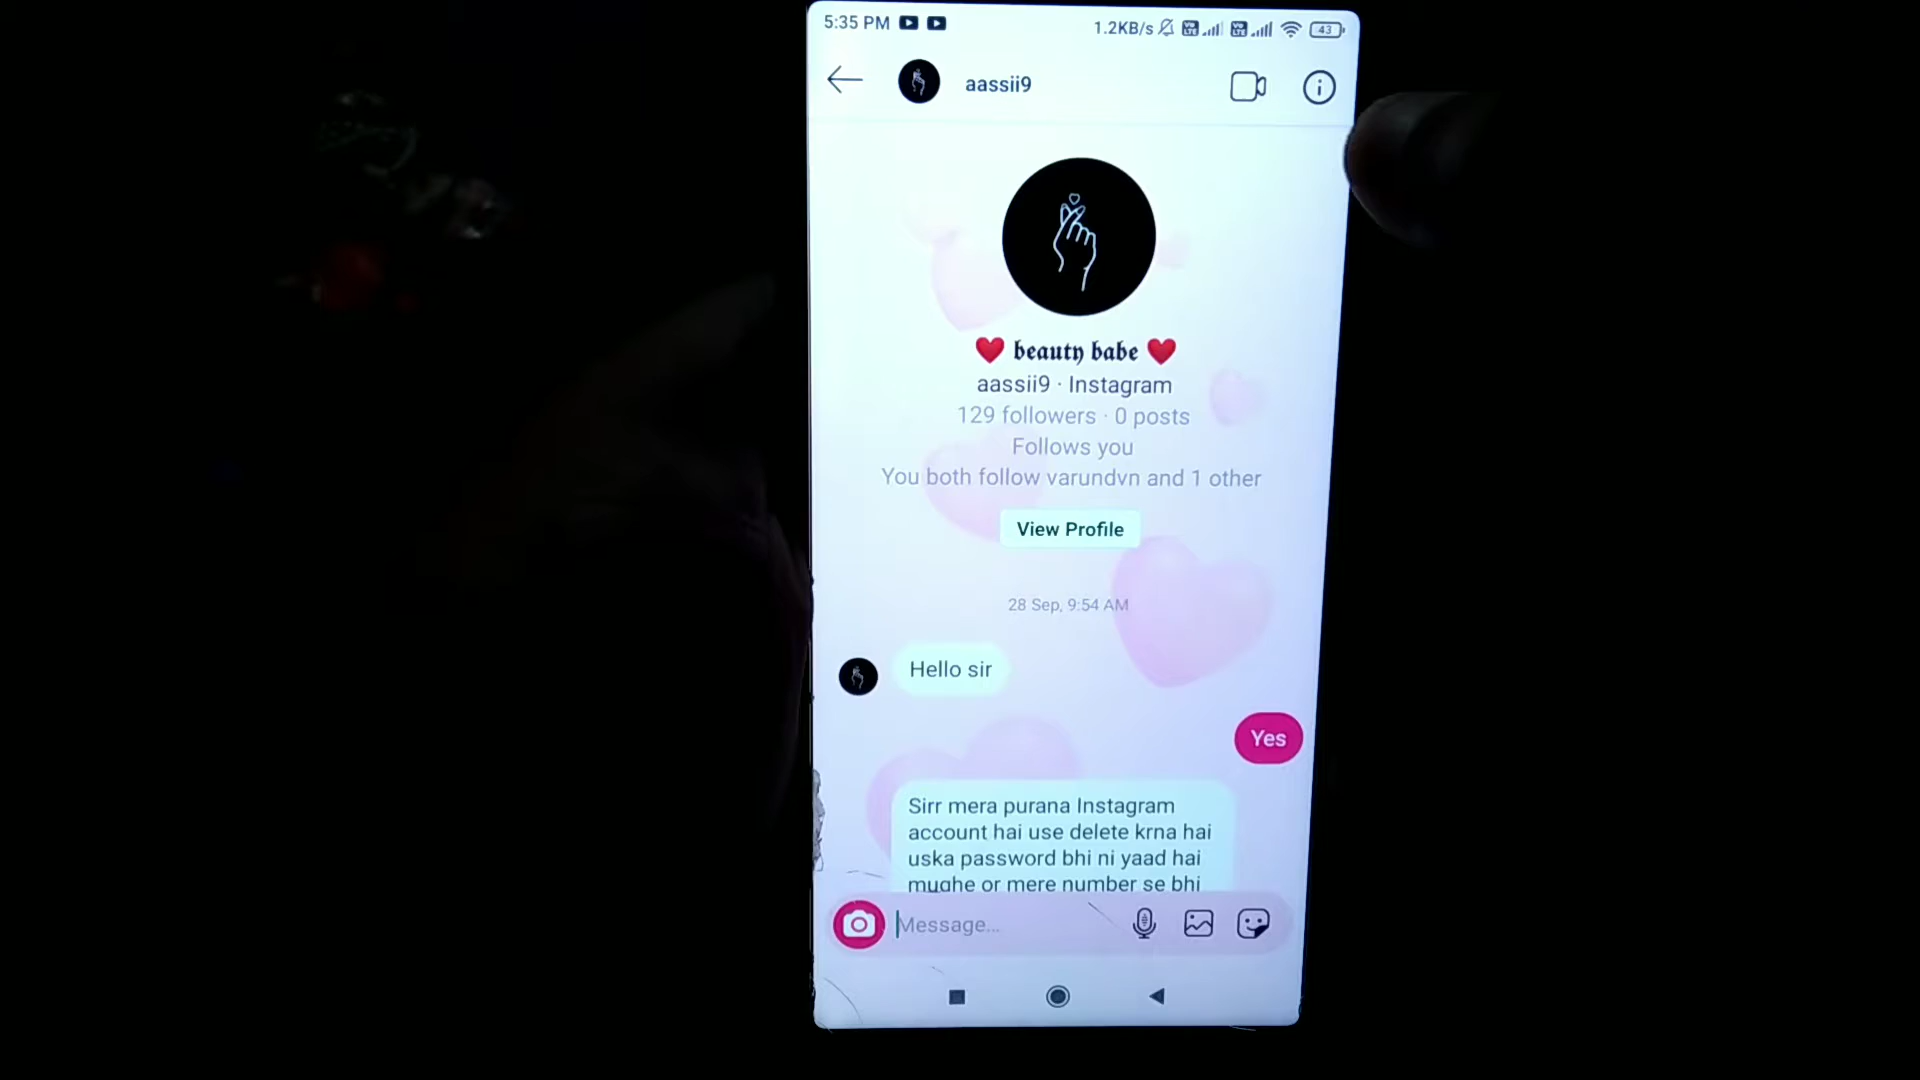 5:35 PM
1.2KB/s
43
aassii9
❤️ beauty babe ❤️
aassii9 · Instagram
129 followers · 0 posts
Follows you
You both follow varundvn and 1 other
View Profile
28 Sep, 9:54 AM
Hello sir
Yes
Sirr mera purana Instagram
account hai use delete krna hai
uska password bhi ni yaad hai
mughe or mere number se bhi
Message...